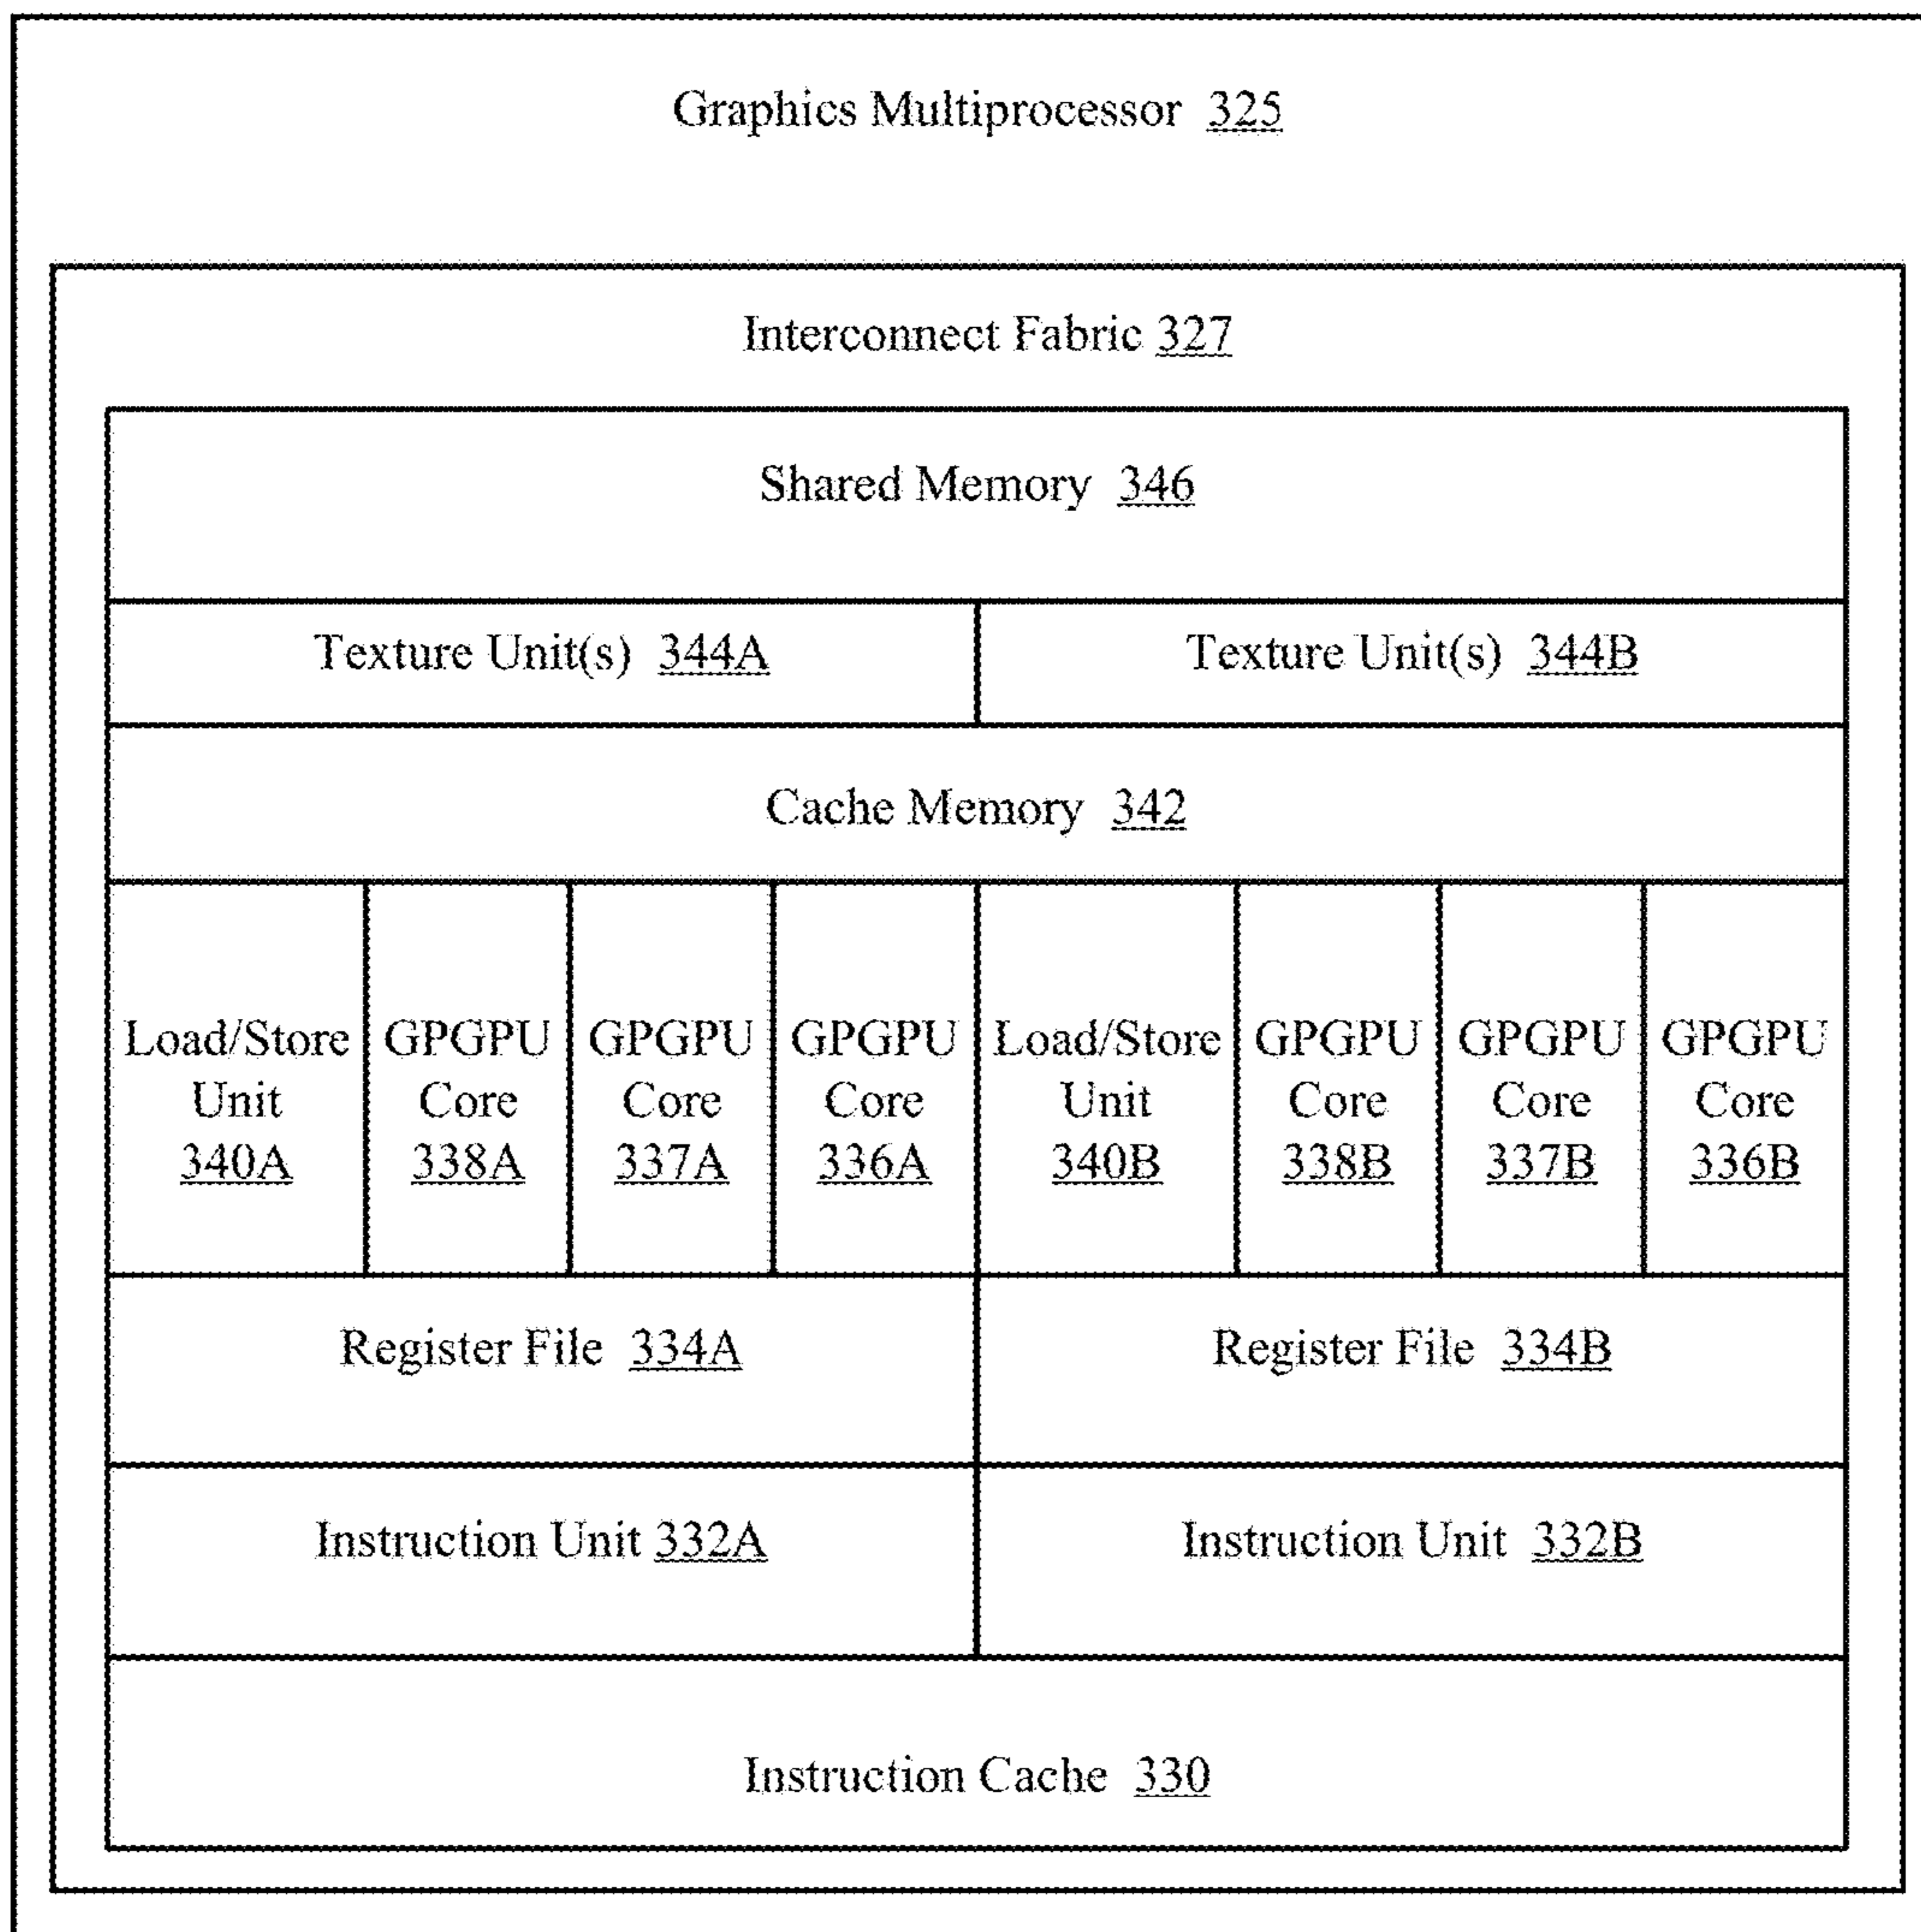 Graphics Multiprocessor 325
Interconnect Fabric 327
Shared Memory 346
Texture Unit(s) 344A
Texture Unit(s) 344B
Cache Memory 342
Load/Store
Unit
340A
GPGPU
Core
338A
GPGPU
Core
337A
GPGPU
Core
336A
Load/Store
Unit
340B
GPGPU
Core
338B
GPGPU
Core
337B
GPGPU
Core
336B
Register File 334A
Register File 334B
Instruction Unit 332A
Instruction Unit 332B
Instruction Cache 330